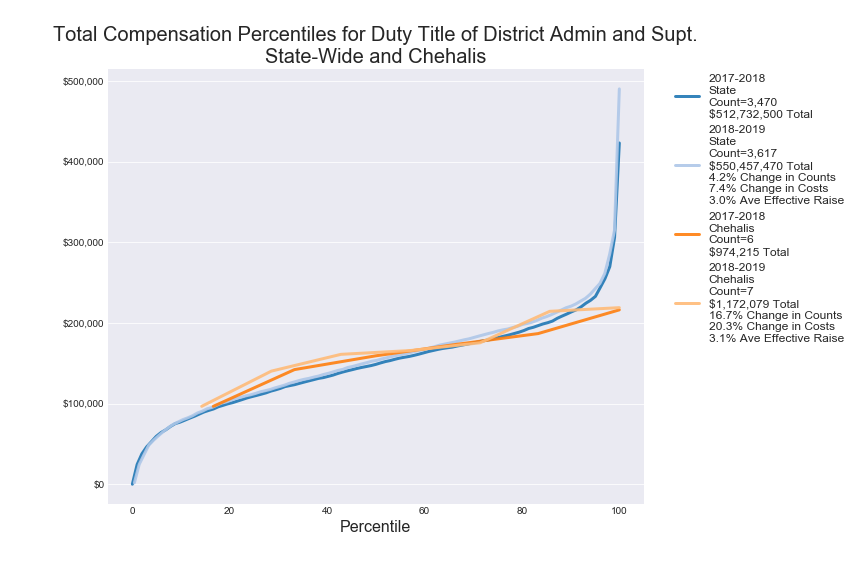 Total Compensation Percentiles for Duty Title of District Admin and Supt.
State-Wide and Chehalis
$500,000
$400,000
$300,000
$200,000
$100,000
$0
0
20
40
60
80
100
Percentile
2017-2018
State
Count=3,470
$512,732,500 Total
2018-2019
State
Count=3,617
$550,457,470 Total
4.2% Change in Counts
7.4% Change in Costs
3.0% Ave Effective Raise
2017-2018
Chehalis
Count=6
$974,215 Total
2018-2019
Chehalis
Count=7
$1,172,079 Total
16.7% Change in Counts
20.3% Change in Costs
3.1% Ave Effective Raise